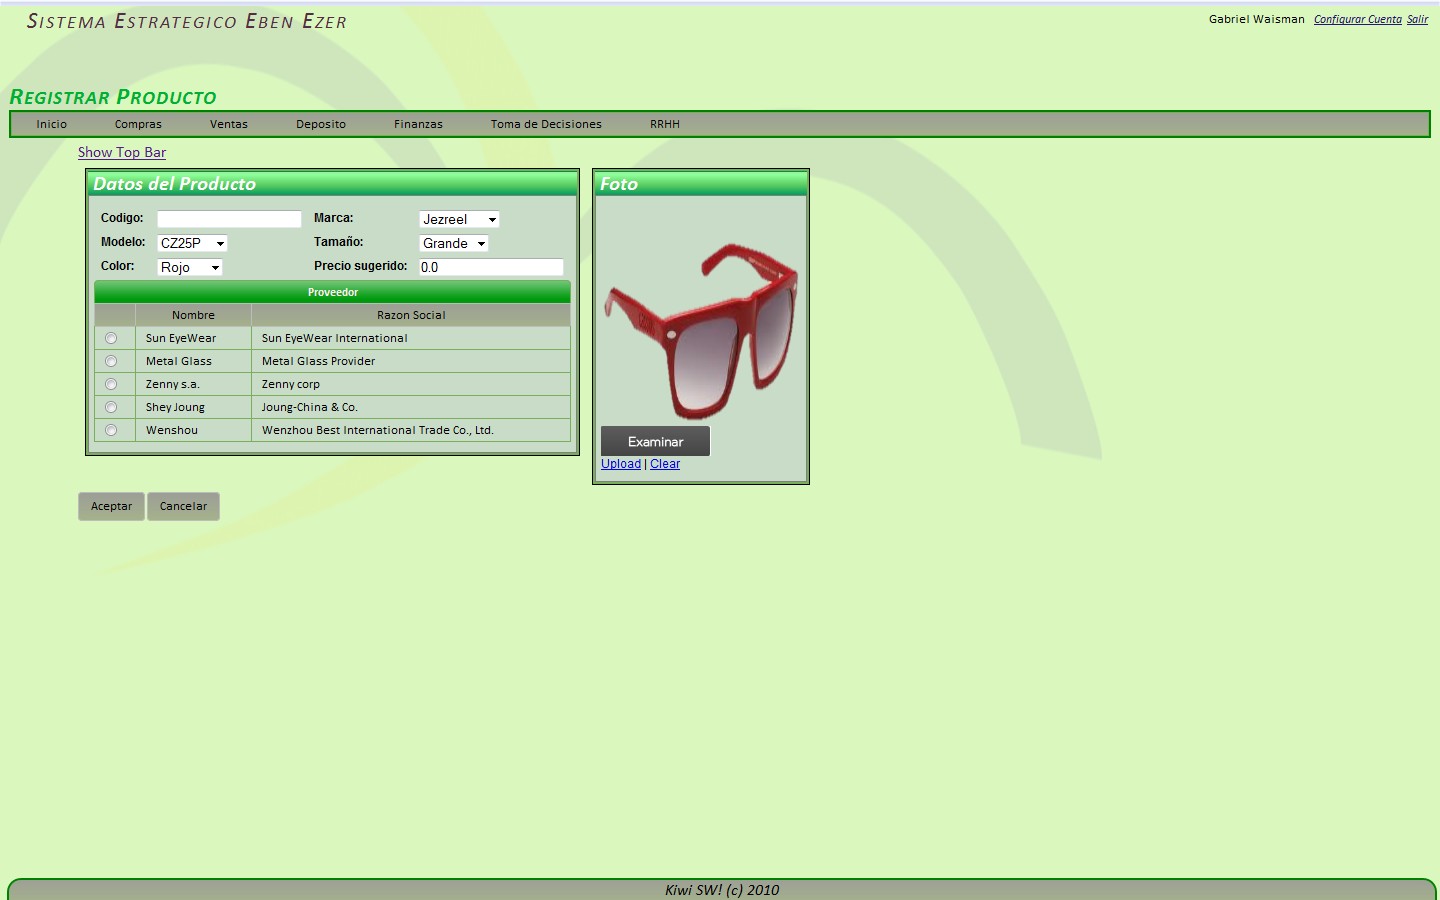 Sistema Estrategico Eben Ezer
Gabriel Waisman Configurar Cuenta Salir
Registrar Producto
Inicio Compras Ventas Deposito Finanzas Toma de Decisiones RRHH
Show Top Bar
Datos del Producto
Codigo: Marca: Jezreel
Modelo: CZ25P Tamaño: Grande
Color: Rojo Precio sugerido: 0.0
Proveedor
Nombre Razon Social
Sun EyeWear Sun EyeWear International
Metal Glass Metal Glass Provider
Zenny s.a. Zenny corp
Shey Joung Joung-China & Co.
Wenshou Wenzhou Best International Trade Co., Ltd.
Foto
Examinar
Upload | Clear
Aceptar Cancelar
Kiwi SW! (c) 2010